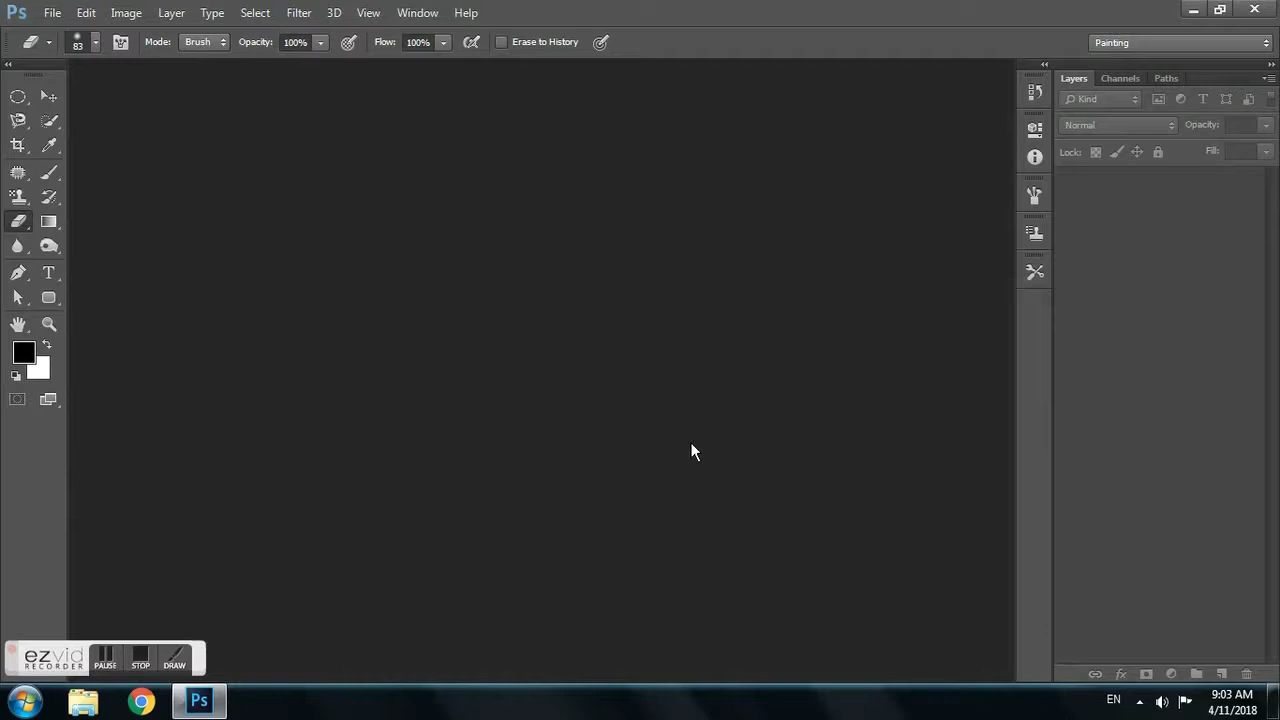 Ps File Edit Image Layer Type Select Filter 3D View Window Help
83 Mode: Brush Opacity: 100% Flow: 100% Erase to History Painting
Layers Channels Paths
Kind T
Normal Opacity:
Lock: Fill:
T
ezvid
RECORDER
PAUSE STOP DRAW
Ps EN 9:03 AM
4/11/2018